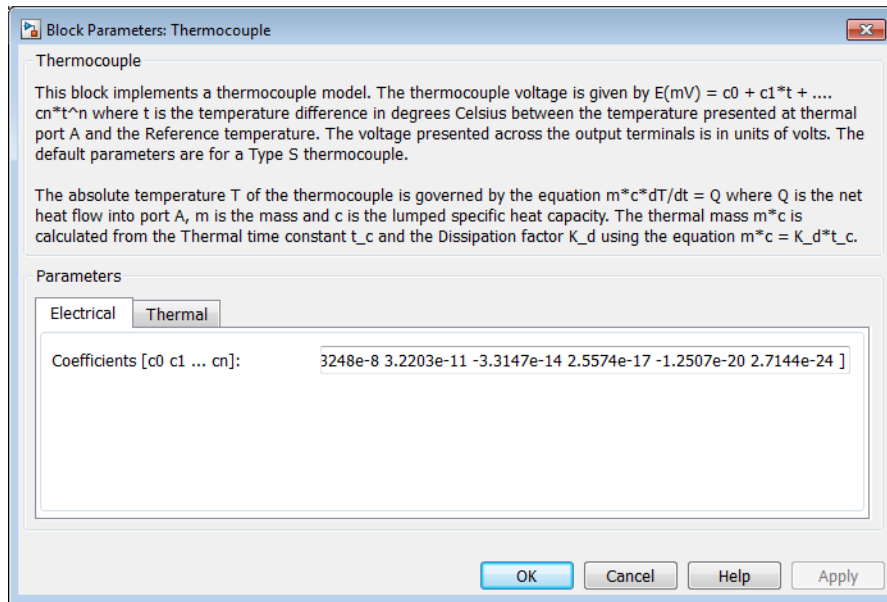 Block Parameters: Thermocouple
Thermocouple
This block implements a thermocouple model. The thermocouple voltage is given by E(mV) = c0 + c1*t + ....
cn*t^n where t is the temperature difference in degrees Celsius between the temperature presented at thermal
port A and the Reference temperature. The voltage presented across the output terminals is in units of volts. The
default parameters are for a Type S thermocouple.
The absolute temperature T of the thermocouple is governed by the equation m*c*dT/dt = Q where Q is the net
heat flow into port A, m is the mass and c is the lumped specific heat capacity. The thermal mass m*c is
calculated from the Thermal time constant t_c and the Dissipation factor K_d using the equation m*c = K_d*t_c.
Parameters
Electrical Thermal
Coefficients [c0 c1 ... cn]: 3248e-8 3.2203e-11 -3.3147e-14 2.5574e-17 -1.2507e-20 2.7144e-24 ]
OK Cancel Help Apply